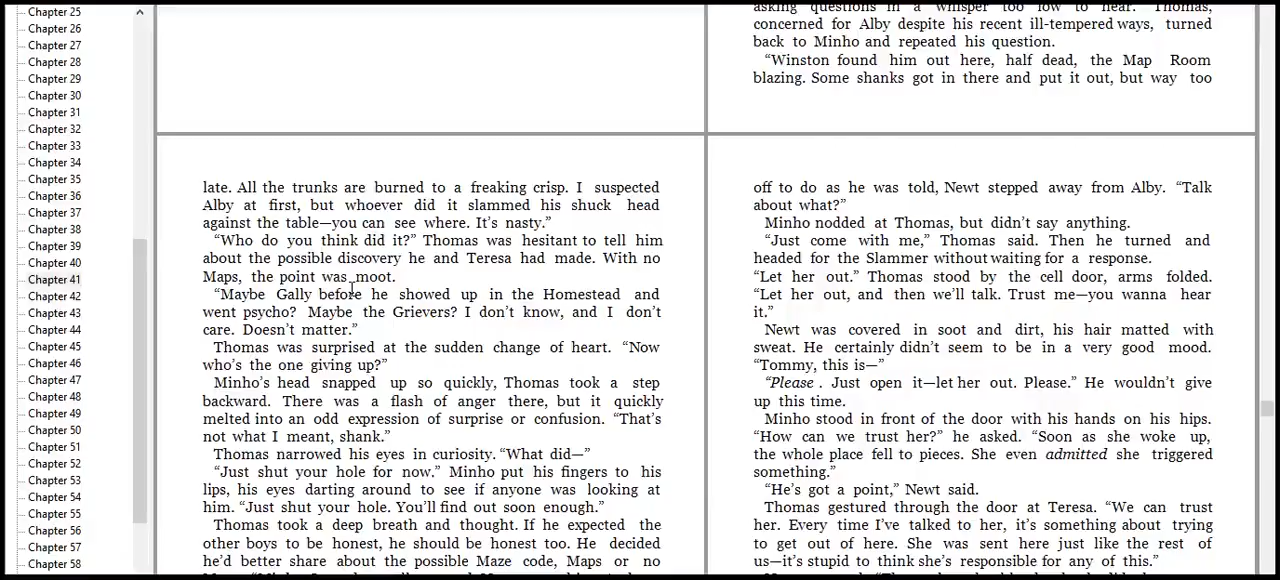 Chapter 25
Chapter 26
Chapter 27
Chapter 28
Chapter 29
Chapter 30
Chapter 31
Chapter 32
Chapter 33
Chapter 34
Chapter 35
Chapter 36
Chapter 37
Chapter 38
Chapter 39
Chapter 40
Chapter 41
Chapter 42
Chapter 43
Chapter 44
Chapter 45
Chapter 46
Chapter 47
Chapter 48
Chapter 49
Chapter 50
Chapter 51
Chapter 52
Chapter 53
Chapter 54
Chapter 55
Chapter 56
Chapter 57
Chapter 58
asking questions in a whisper too low to hear. Thomas,
concerned for Alby despite his recent ill-tempered ways, turned
back to Minho and repeated his question.
“Winston found him out here, half dead, the Map Room
blazing. Some shanks got in there and put it out, but way too
late. All the trunks are burned to a freaking crisp. I suspected
Alby at first, but whoever did it slammed his shuck head
against the table—you can see where. It’s nasty.”
“Who do you think did it?” Thomas was hesitant to tell him
about the possible discovery he and Teresa had made. With no
Maps, the point was moot.
“Maybe Gally before he showed up in the Homestead and
went psycho? Maybe the Grievers? I don’t know, and I don’t
care. Doesn’t matter.”
Thomas was surprised at the sudden change of heart. “Now
who’s the one giving up?”
Minho’s head snapped up so quickly, Thomas took a step
backward. There was a flash of anger there, but it quickly
melted into an odd expression of surprise or confusion. “That’s
not what I meant, shank.”
Thomas narrowed his eyes in curiosity. “What did—”
“Just shut your hole for now.” Minho put his fingers to his
lips, his eyes darting around to see if anyone was looking at
him. “Just shut your hole. You’ll find out soon enough.”
Thomas took a deep breath and thought. If he expected the
other boys to be honest, he should be honest too. He decided
he’d better share about the possible Maze code, Maps or no
off to do as he was told, Newt stepped away from Alby. “Talk
about what?”
Minho nodded at Thomas, but didn’t say anything.
“Just come with me,” Thomas said. Then he turned and
headed for the Slammer without waiting for a response.
“Let her out.” Thomas stood by the cell door, arms folded.
“Let her out, and then we’ll talk. Trust me—you wanna hear
it.”
Newt was covered in soot and dirt, his hair matted with
sweat. He certainly didn’t seem to be in a very good mood.
“Tommy, this is—”
“Please . Just open it—let her out. Please.” He wouldn’t give
up this time.
Minho stood in front of the door with his hands on his hips.
“How can we trust her?” he asked. “Soon as she woke up,
the whole place fell to pieces. She even admitted she triggered
something.”
“He’s got a point,” Newt said.
Thomas gestured through the door at Teresa. “We can trust
her. Every time I’ve talked to her, it’s something about trying
to get out of here. She was sent here just like the rest of
us—it’s stupid to think she’s responsible for any of this.”